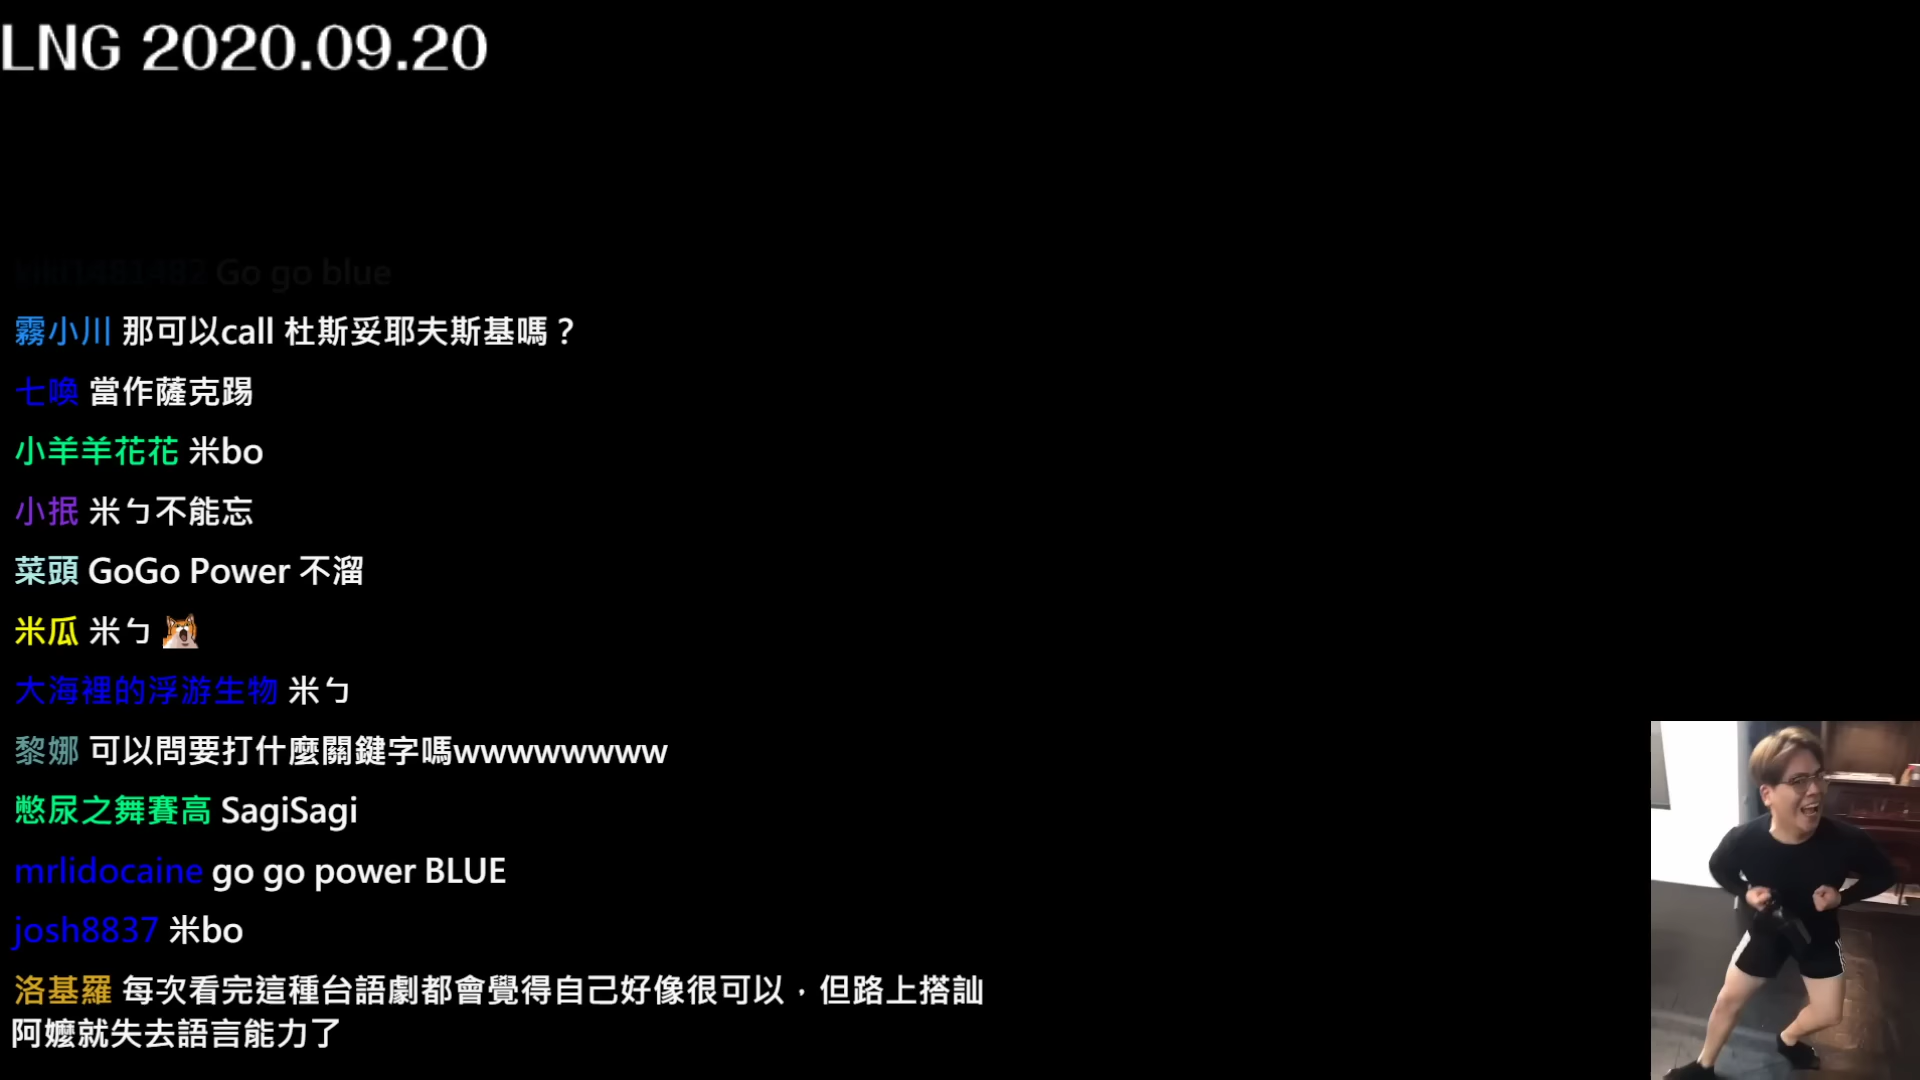 LNG 2020.09.20
Go go blue
霧小川 那可以call 杜斯妥耶夫斯基嗎？
七喚 當作薩克踢
小羊羊花花 米bo
小抿 米ㄅ不能忘
菜頭 GoGo Power 不溜
米瓜 米ㄅ
大海裡的浮游生物 米ㄅ
黎娜 可以問要打什麼關鍵字嗎wwwwwwww
憋尿之舞賽高 SagiSagi
mrlidocaine go go power BLUE
josh8837 米bo
洛基羅 每次看完這種台語劇都會覺得自己好像很可以，但路上搭訕
阿嬤就失去語言能力了